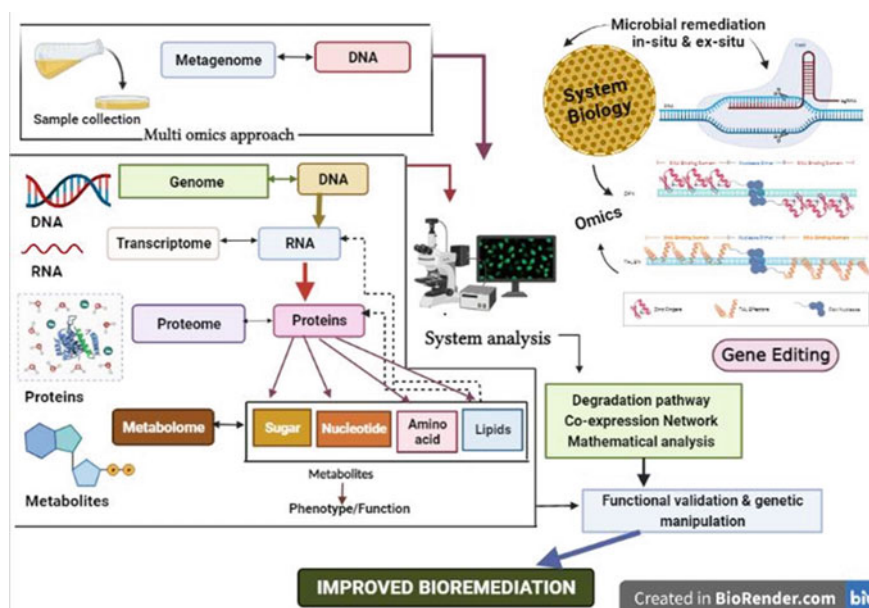 Metagenome
DNA
Sample collection
Multi omics approach
Microbial remediation
in-situ & ex-situ
System
Biology
Omics
Genome
DNA
DNA
RNA
Transcriptome
RNA
Proteome
Proteins
Proteins
System analysis
Gene Editing
Metabolome
Sugar
Nucleotide
Amino
acid
Lipids
Metabolites
Metabolites
Phenotype/Function
Degradation pathway
Co-expression Network
Mathematical analysis
Functional validation & genetic
manipulation
IMPROVED BIOREMEDIATION
Created in BioRender.com